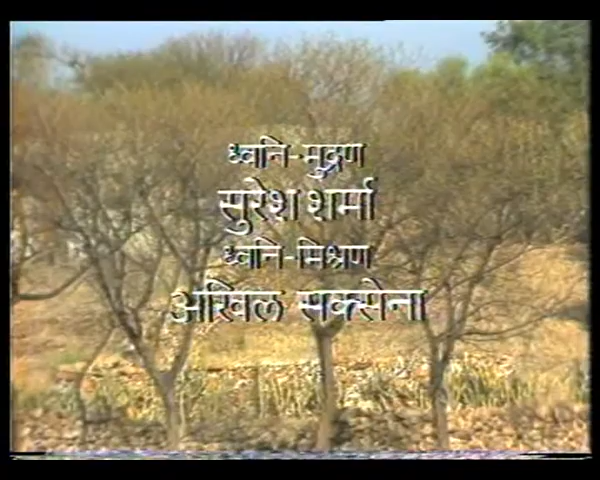 ध्वनि-मुद्रण
सुरेश शर्मा
ध्वनि-मिश्रण
अखिल सक्सेना